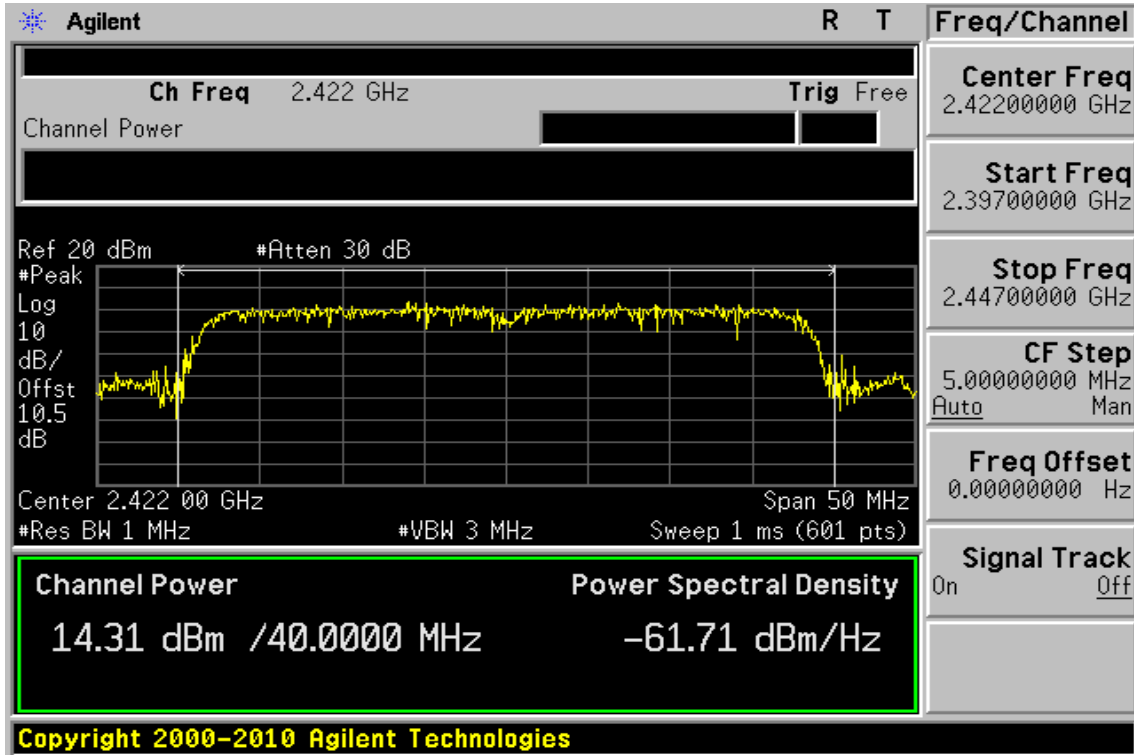 Agilent R T
Ch Freq 2.422 GHz Trig Free
Channel Power
Ref 20 dBm #Atten 30 dB
#Peak
Log
10
dB/
Offst
10.5
dB
Center 2.422 00 GHz Span 50 MHz
#Res BW 1 MHz #VBW 3 MHz Sweep 1 ms (601 pts)
Channel Power Power Spectral Density
14.31 dBm /40.0000 MHz -61.71 dBm/Hz
Copyright 2000-2010 Agilent Technologies
Freq/Channel
Center Freq
2.42200000 GHz
Start Freq
2.39700000 GHz
Stop Freq
2.44700000 GHz
CF Step
5.00000000 MHz
Auto Man
Freq Offset
0.00000000 Hz
Signal Track
On Off